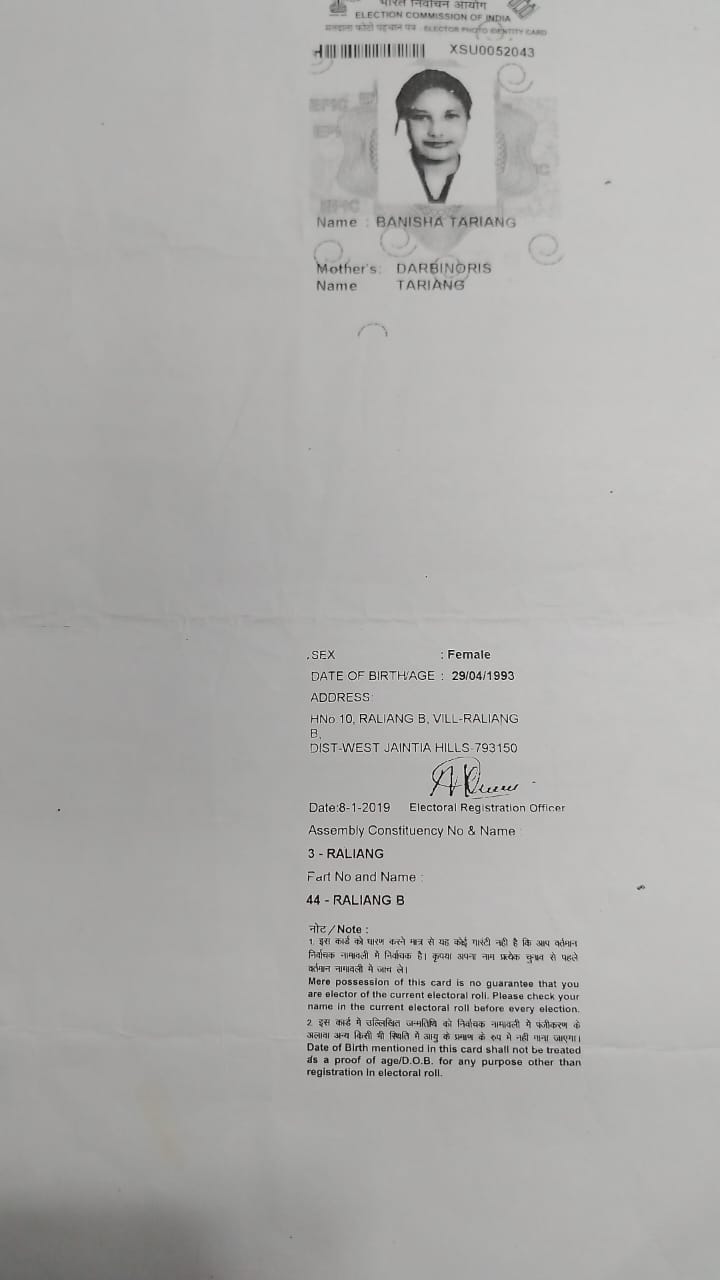 भारत निर्वाचन आयोग
ELECTION COMMISSION OF INDIA
मतदाता फोटो पहचान पत्र - ELECTOR PHOTO IDENTITY CARD
XSU0052043
EPIC
Name : BANISHA TARIANG
Mother's: DARBINORIS
Name TARIANG
SEX : Female
DATE OF BIRTH/AGE : 29/04/1993
ADDRESS:
HNo 10, RALIANG B, VILL-RALIANG
B,
DIST-WEST JAINTIA HILLS-793150
Date:8-1-2019 Electoral Registration Officer
Assembly Constituency No & Name :
3 - RALIANG
Part No and Name :
44 - RALIANG B
नोट / Note :
1. इस कार्ड को धारण करने मात्र से यह कोई गारंटी नही है कि आप वर्तमान
निर्वाचक नामावली में निर्वाचक है। कृपया अपना नाम प्रत्येक चुनाव से पहले
वर्तमान नामावली में जाच ले।
Mere possession of this card is no guarantee that you
are elector of the current electoral roll. Please check your
name in the current electoral roll before every election.
2. इस कार्ड में उल्लिखित जन्मतिथि को निर्वाचक नामावली में पंजीकरण के
अलावा अन्य किसी भी स्थिति में आयु के प्रमाण के रुप में नही माना जाएगा।
Date of Birth mentioned in this card shall not be treated
as a proof of age/D.O.B. for any purpose other than
registration in electoral roll.